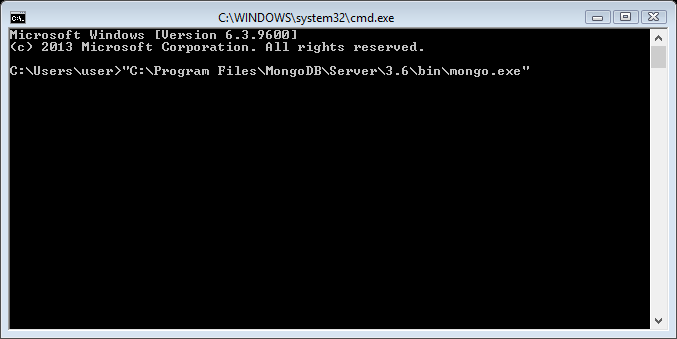 C:\WINDOWS\system32\cmd.exe
Microsoft Windows [Version 6.3.9600]
(c) 2013 Microsoft Corporation. All rights reserved.
C:\Users\user>"C:\Program Files\MongoDB\Server\3.6\bin\mongo.exe"